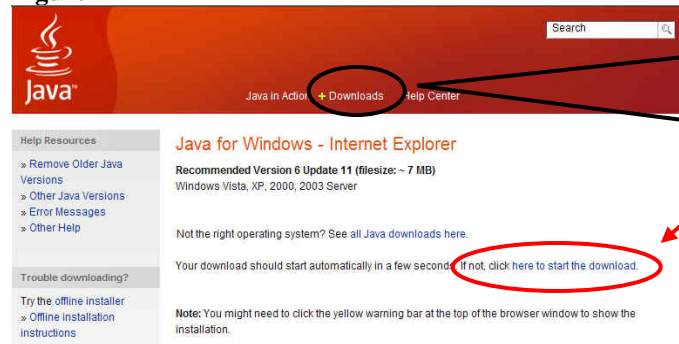 Search
Java™
Java in Action + Downloads Help Center
Help Resources
» Remove Older Java
Versions
» Other Java Versions
» Error Messages
» Other Help
Trouble downloading?
Try the offline installer
» Offline installation
instructions
Java for Windows - Internet Explorer
Recommended Version 6 Update 11 (filesize: ~ 7 MB)
Windows Vista, XP, 2000, 2003 Server
Not the right operating system? See all Java downloads here.
Your download should start automatically in a few seconds. If not, click here to start the download.
Note: You might need to click the yellow warning bar at the top of the browser window to show the
installation.